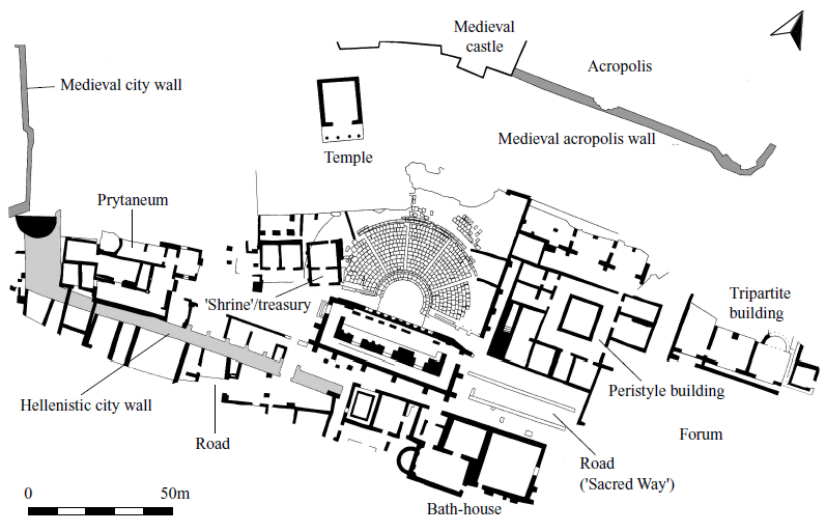 Medieval
castle
Acropolis
Medieval city wall
Medieval acropolis wall
Temple
Prytaneum
'Shrine'/treasury
Tripartite
building
Hellenistic city wall
Peristyle building
Road
Forum
Road
('Sacred Way')
0 50m
Bath-house